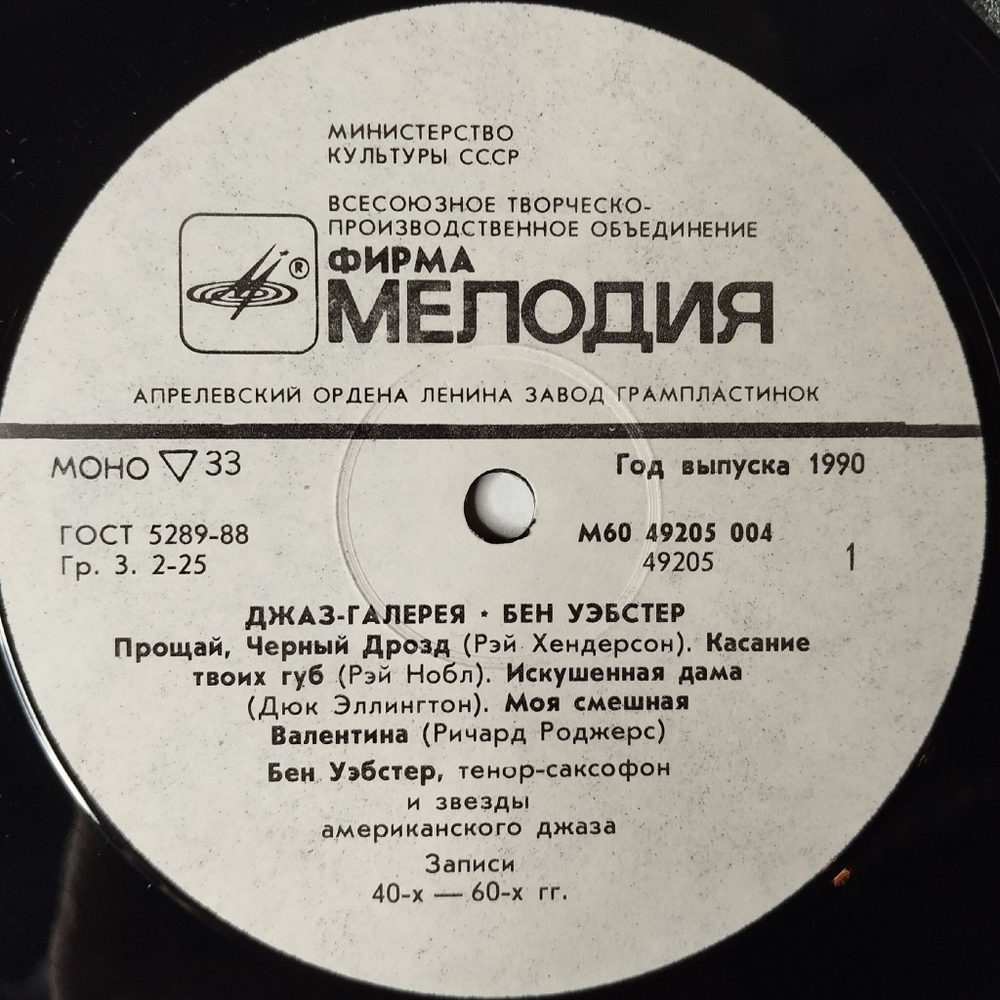 МИНИСТЕРСТВО
КУЛЬТУРЫ СССР
ВСЕСОЮЗНОЕ ТВОРЧЕСКО-
ПРОИЗВОДСТВЕННОЕ ОБЪЕДИНЕНИЕ
ФИРМА
®
МЕЛОДИЯ
АПРЕЛЕВСКИЙ ОРДЕНА ЛЕНИНА ЗАВОД ГРАМПЛАСТИНОК
МОНО ▽ 33
Год выпуска 1990
ГОСТ 5289-88
Гр. 3. 2-25
М60 49205 004
49205
1
ДЖАЗ-ГАЛЕРЕЯ · БЕН УЭБСТЕР
Прощай, Черный Дрозд (Рэй Хендерсон). Касание
твоих губ (Рэй Нобл). Искушенная дама
(Дюк Эллингтон). Моя смешная
Валентина (Ричард Роджерс)
Бен Уэбстер, тенор-саксофон
и звезды
американского джаза
Записи
40-х — 60-х гг.